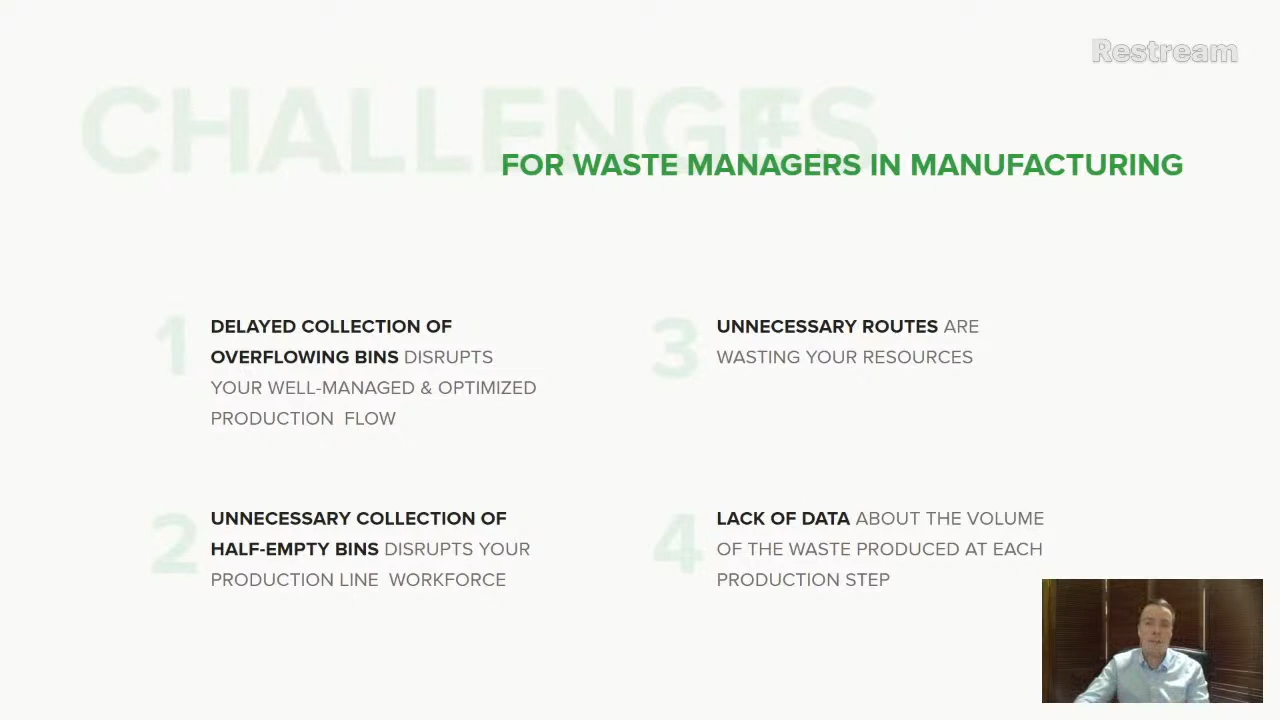 Restream
CHALLENGES
FOR WASTE MANAGERS IN MANUFACTURING
1
DELAYED COLLECTION OF
OVERFLOWING BINS DISRUPTS
YOUR WELL-MANAGED & OPTIMIZED
PRODUCTION FLOW
2
UNNECESSARY COLLECTION OF
HALF-EMPTY BINS DISRUPTS YOUR
PRODUCTION LINE WORKFORCE
3
UNNECESSARY ROUTES ARE
WASTING YOUR RESOURCES
4
LACK OF DATA ABOUT THE VOLUME
OF THE WASTE PRODUCED AT EACH
PRODUCTION STEP